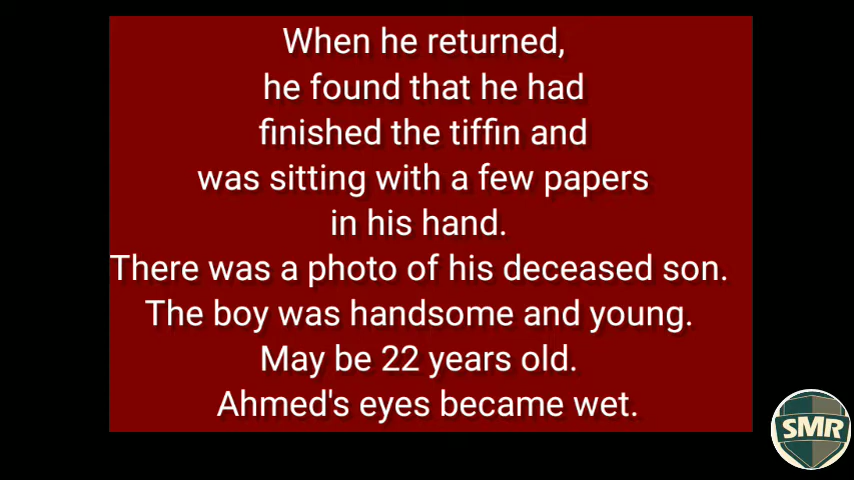 When he returned,
he found that he had
finished the tiffin and
was sitting with a few papers
in his hand.
There was a photo of his deceased son.
The boy was handsome and young.
May be 22 years old.
Ahmed's eyes became wet.
SMR